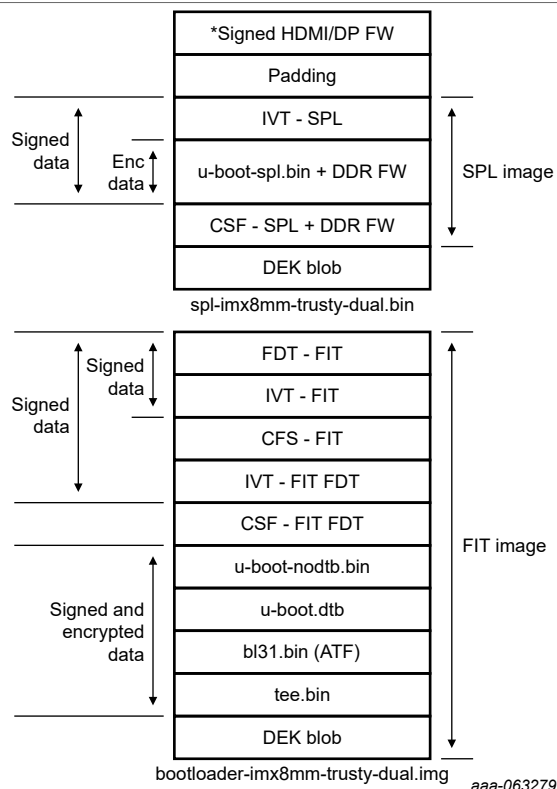 *Signed HDMI/DP FW
Padding
IVT - SPL
Signed
data
Enc
data
u-boot-spl.bin + DDR FW
SPL image
CSF - SPL + DDR FW
DEK blob
spl-imx8mm-trusty-dual.bin
FDT - FIT
Signed
data
IVT - FIT
Signed
data
CFS - FIT
IVT - FIT FDT
CSF - FIT FDT
FIT image
u-boot-nodtb.bin
Signed and
encrypted
data
u-boot.dtb
bl31.bin (ATF)
tee.bin
DEK blob
bootloader-imx8mm-trusty-dual.img
aaa-063279